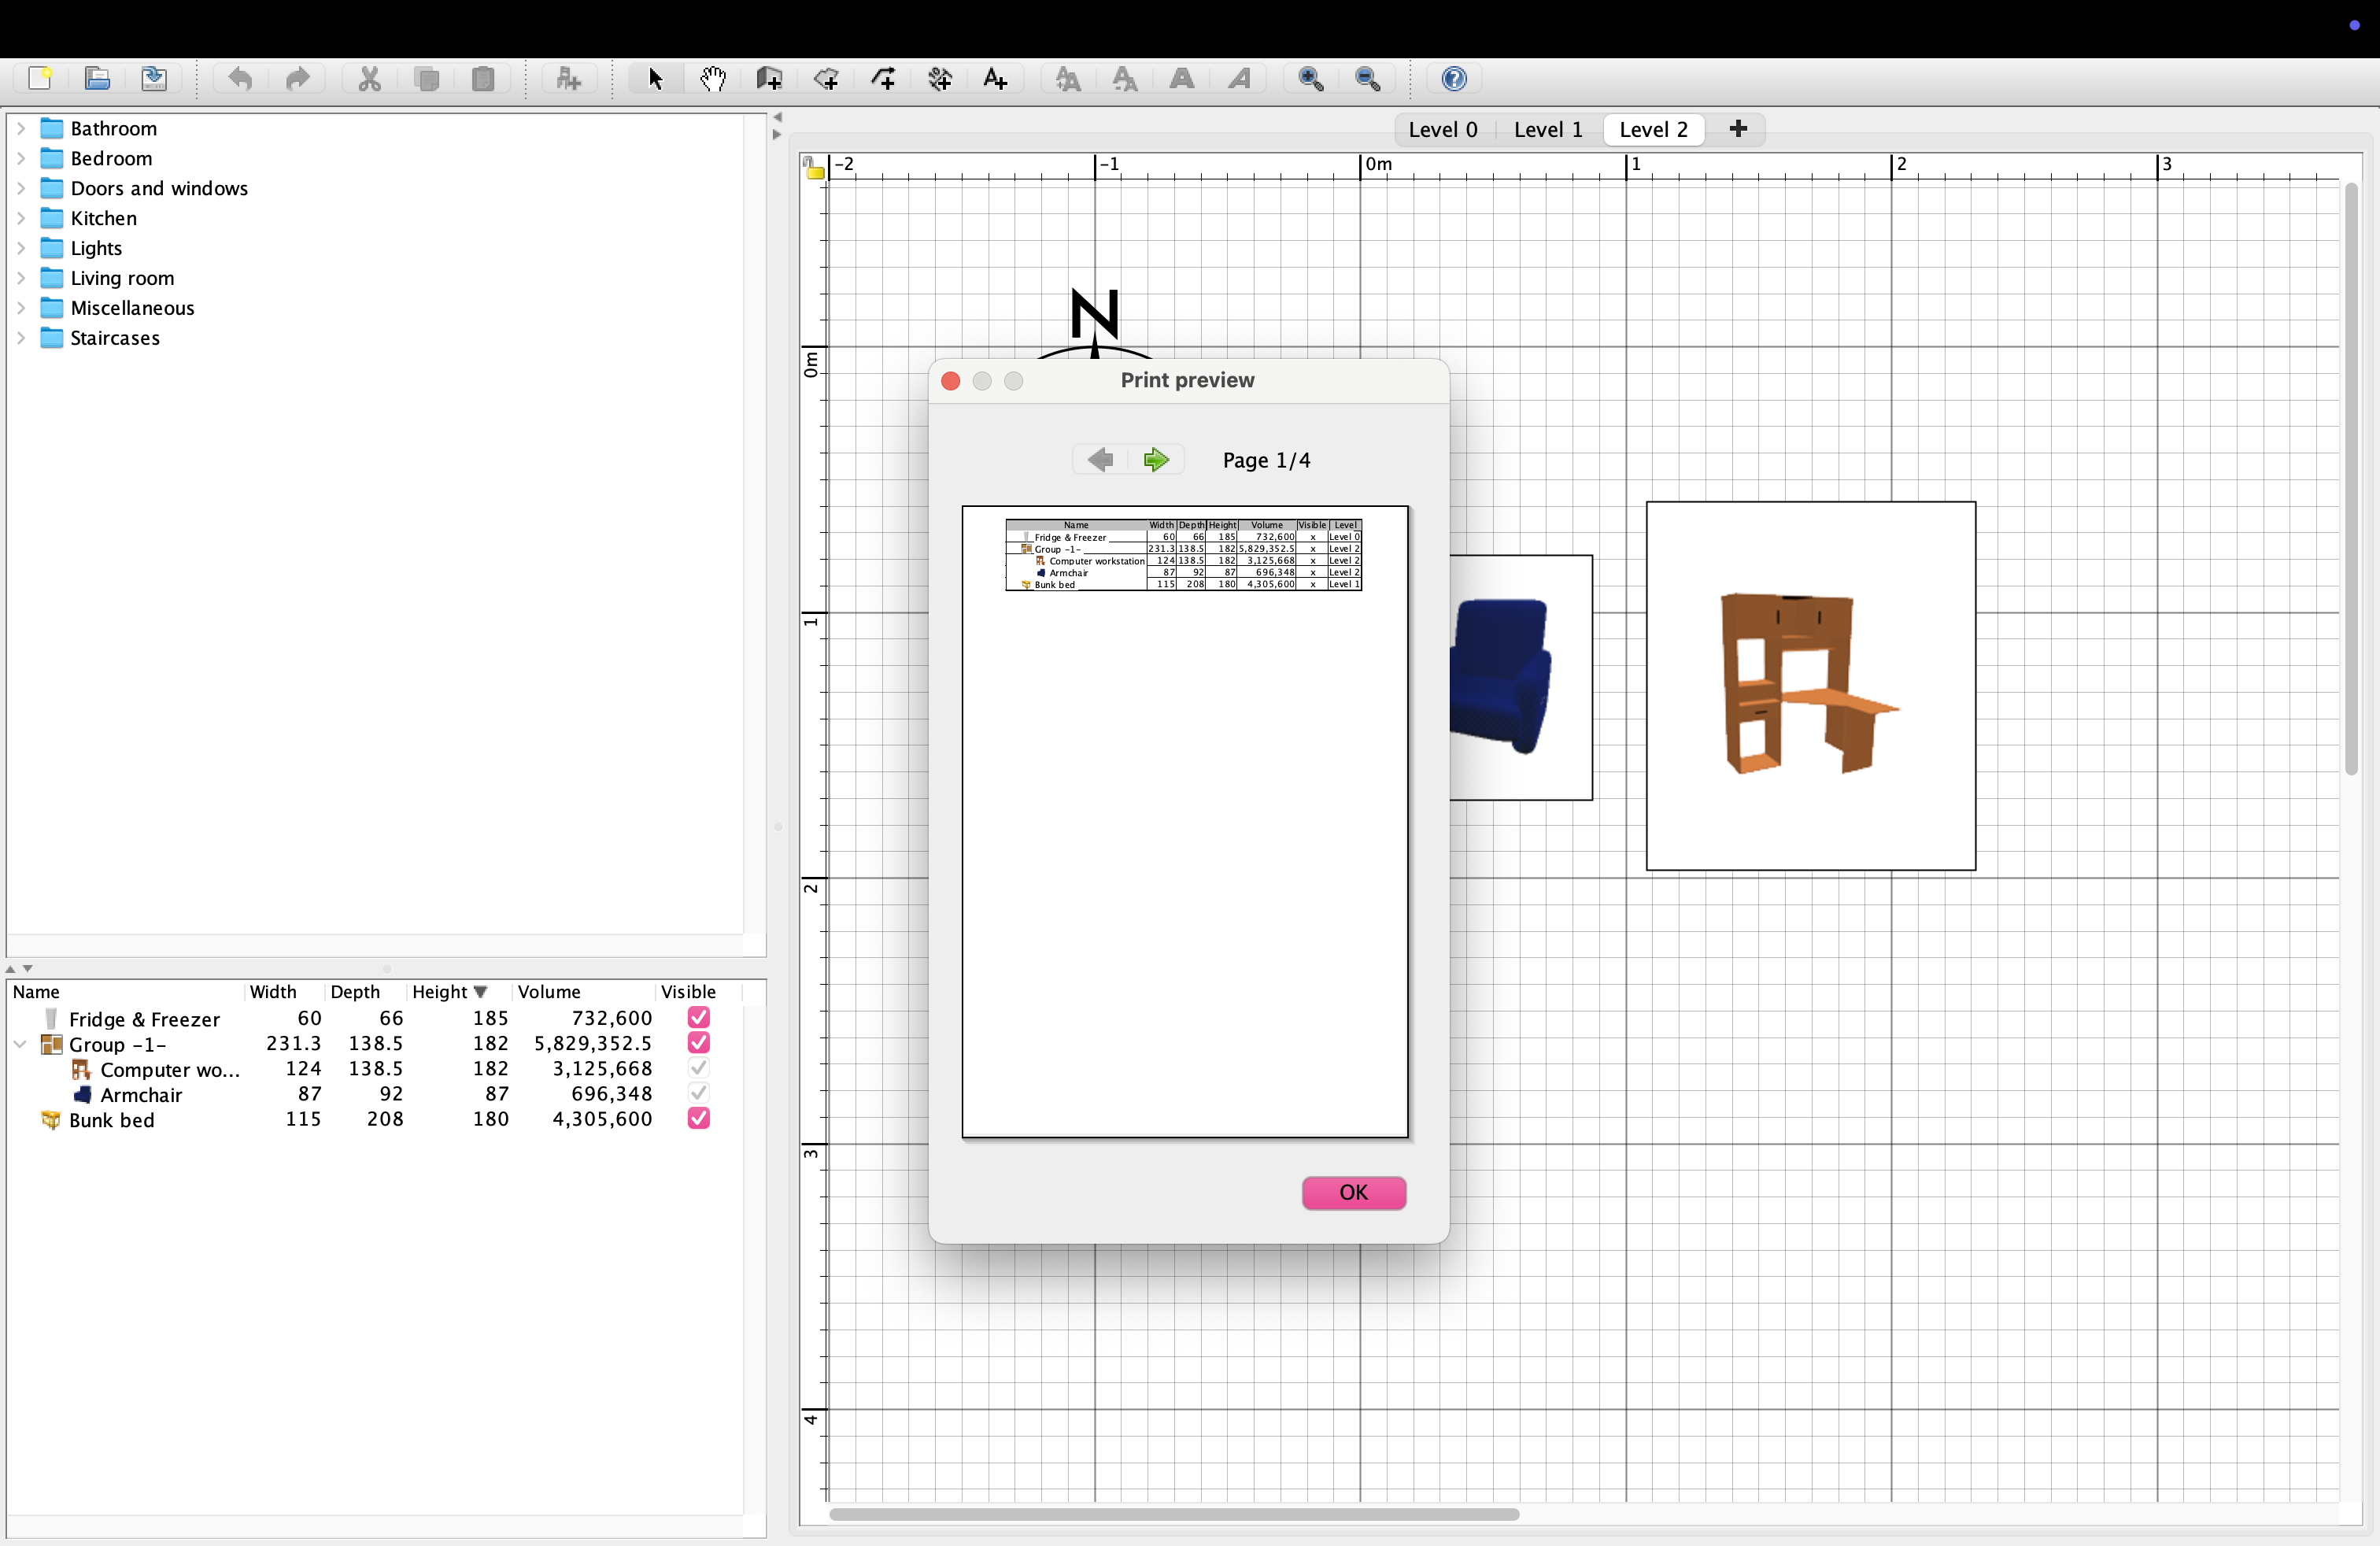 Level 0 Level 1 Level 2
-2 -1 0m 1 2 3
Bathroom
Bedroom
Doors and windows
Kitchen
Lights
Living room
Miscellaneous
Staircases
N
0m
1
2
3
4
Print preview
Page 1/4
Name Width Depth Height Volume Visible Level
Fridge & Freezer 60 66 185 732,600 x Level 0
Group -1- 231.3 138.5 182 5,829,352.5 x Level 2
Computer workstation 124 138.5 182 3,125,668 x Level 2
Armchair 87 92 87 696,348 x Level 2
Bunk bed 115 208 180 4,305,600 x Level 1
OK
Name Width Depth Height Volume Visible
Fridge & Freezer 60 66 185 732,600
Group -1- 231.3 138.5 182 5,829,352.5
Computer wo... 124 138.5 182 3,125,668
Armchair 87 92 87 696,348
Bunk bed 115 208 180 4,305,600